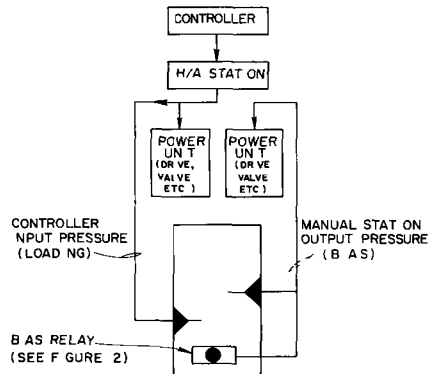 CONTROLLER
H/A STAT ON
POWER
UN T
(DR VE,
VALVE
ETC )
POWER
UN T
(DR VE
VALVE
ETC )
CONTROLLER
NPUT PRESSURE
(LOAD NG)
MANUAL STAT ON
OUTPUT PRESSURE
(B AS)
B AS RELAY
(SEE F GURE 2)